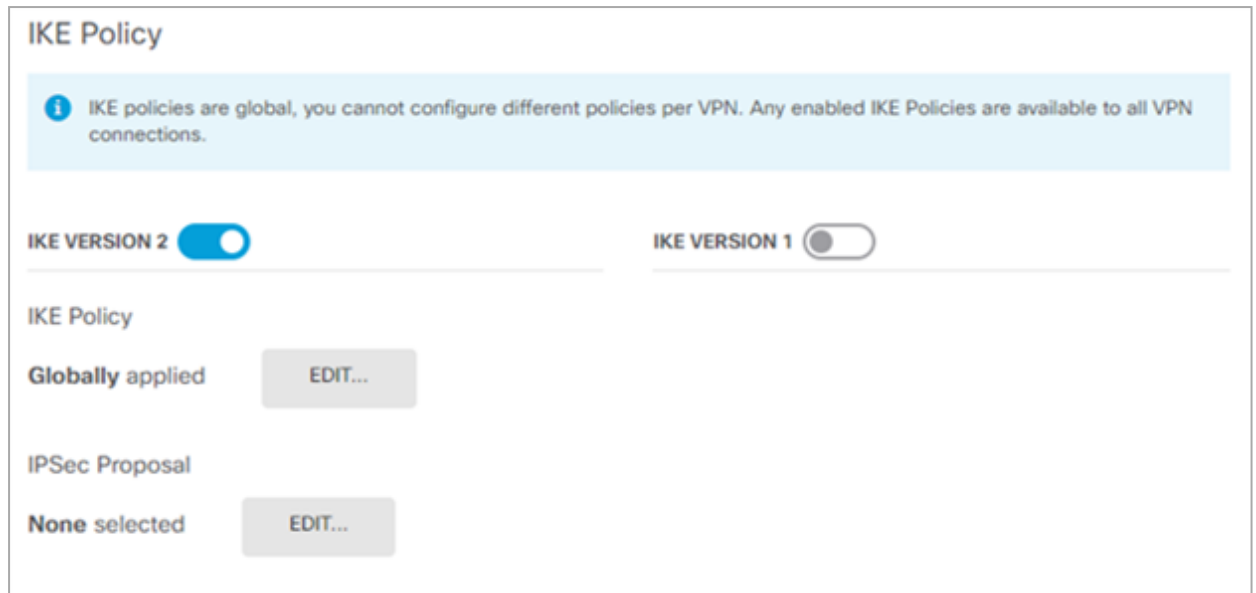 IKE Policy
IKE policies are global, you cannot configure different policies per VPN. Any enabled IKE Policies are available to all VPN
connections.
IKE VERSION 2
IKE VERSION 1
IKE Policy
Globally applied
EDIT...
IPSec Proposal
None selected
EDIT...